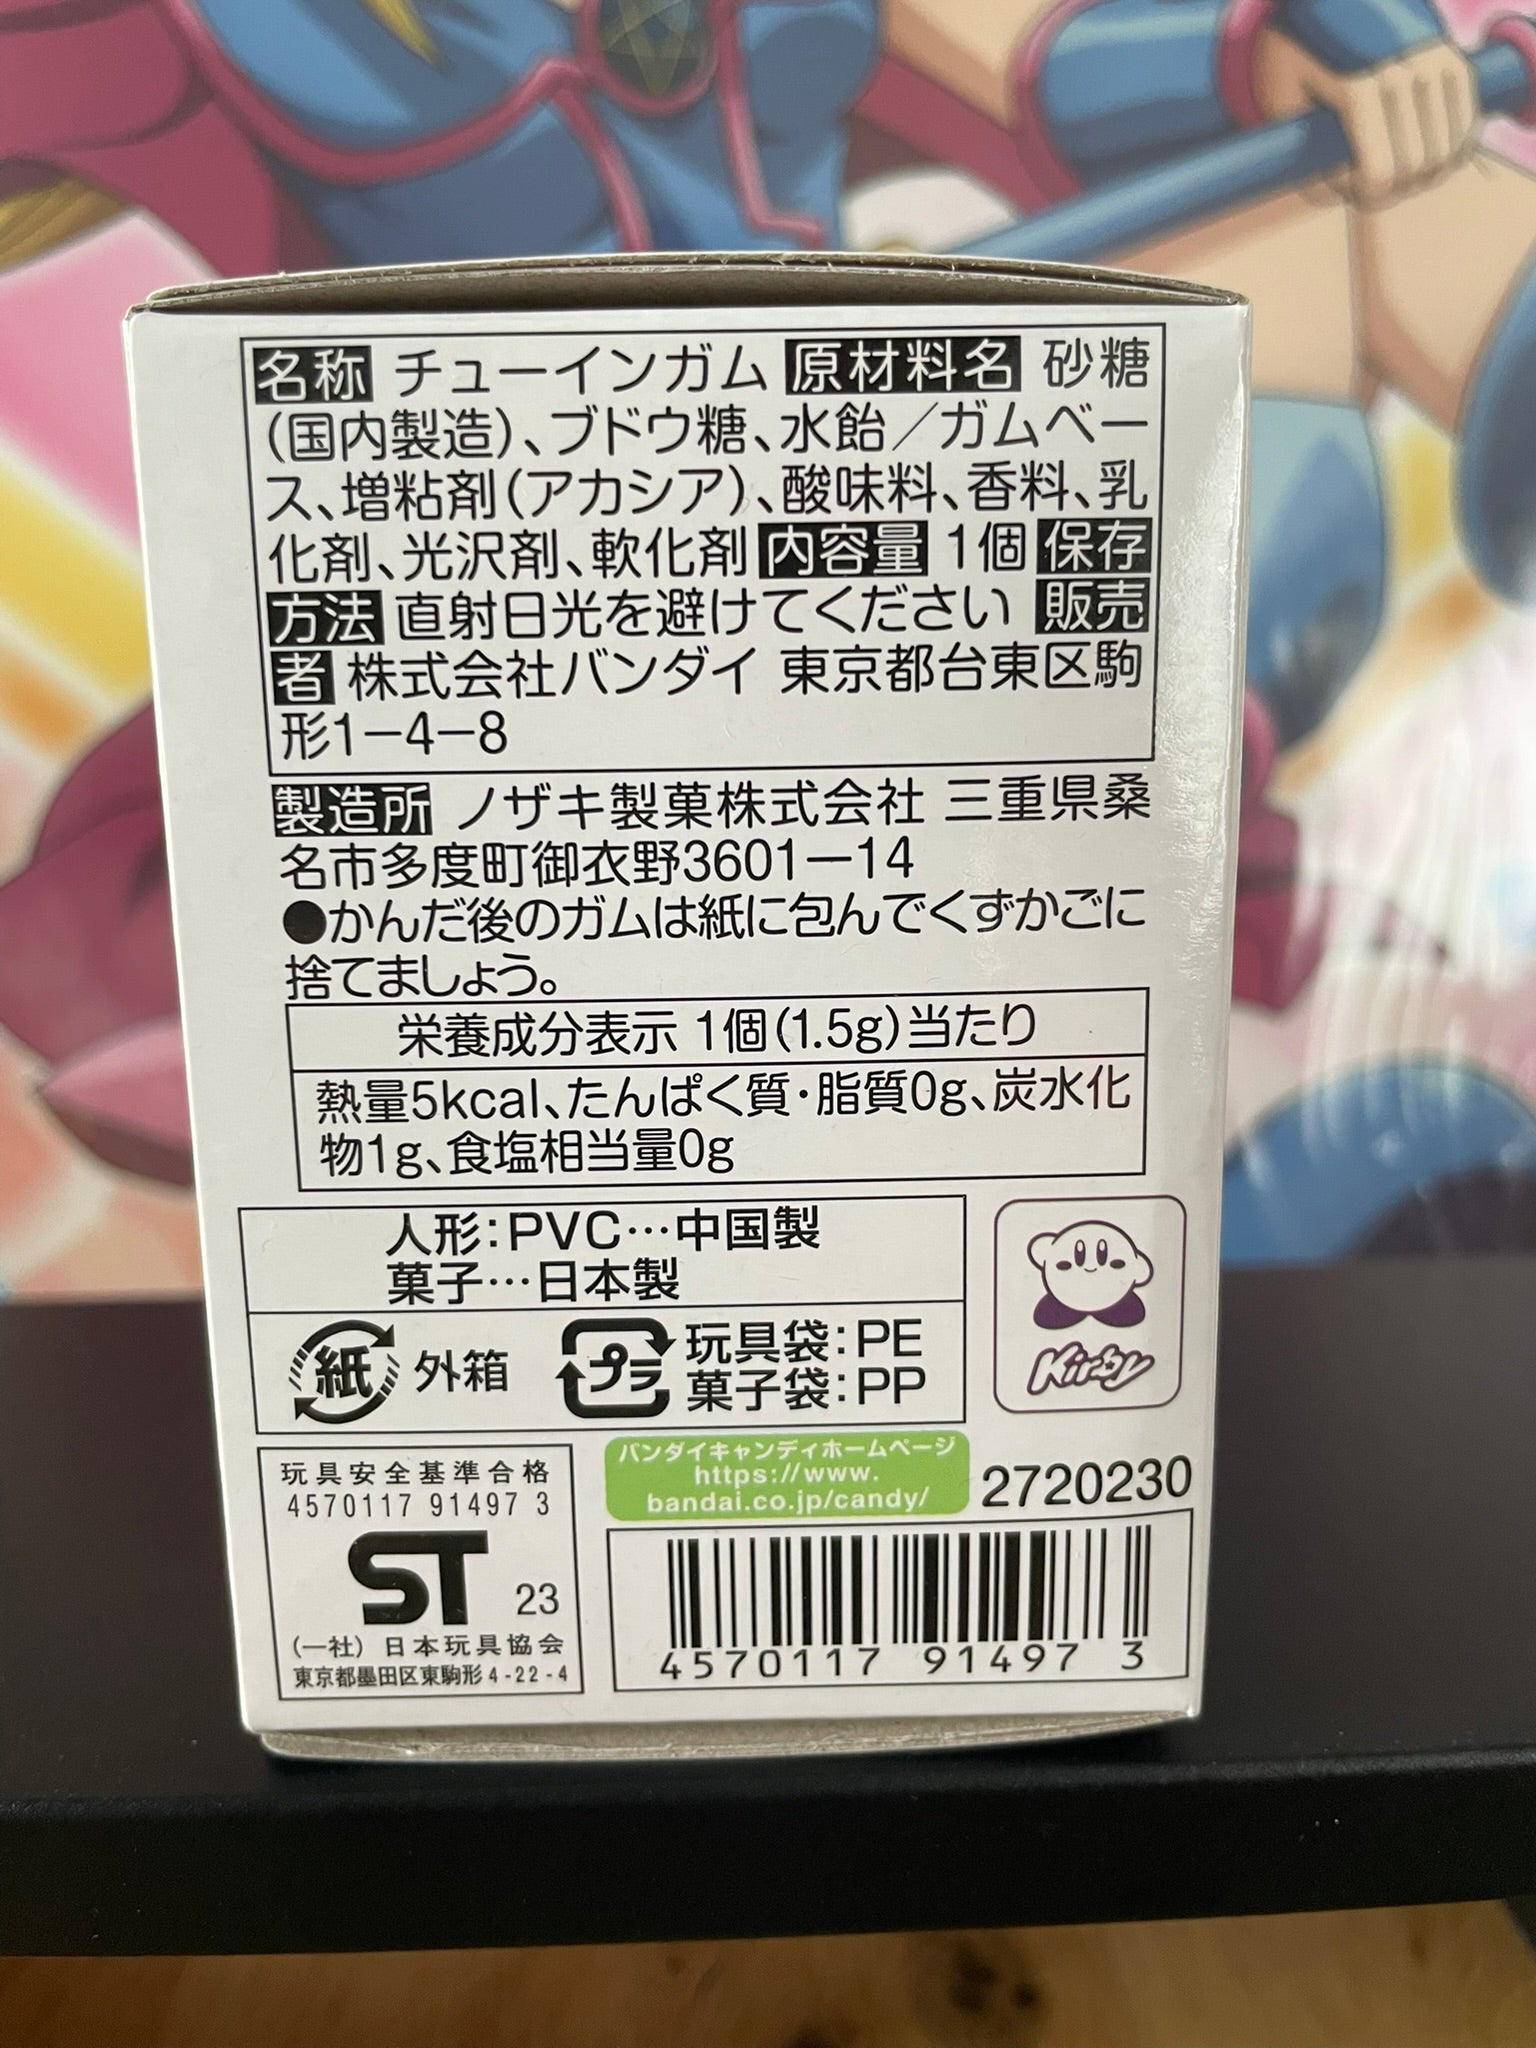 名称 チューインガム 原材料名 砂糖
(国内製造)、ブドウ糖、水飴／ガムベー
ス、増粘剤(アカシア)、酸味料、香料、乳
化剤、光沢剤、軟化剤 内容量 1個 保存
方法 直射日光を避けてください 販売
者 株式会社バンダイ 東京都台東区駒
形1−4−8
製造所 ノザキ製菓株式会社 三重県桑
名市多度町御衣野3601−14
●かんだ後のガムは紙に包んでくずかごに
捨てましょう。
栄養成分表示 1個(1.5g)当たり
熱量5kcal、たんぱく質・脂質0g、炭水化
物1g、食塩相当量0g
人形：PVC…中国製
菓子…日本製
紙 外箱
プラ 玩具袋：PE
菓子袋：PP
Kirby
玩具安全基準合格
4570117 91497 3
ST 23
(一社) 日本玩具協会
東京都墨田区東駒形4-22-4
バンダイキャンディホームページ
https://www.
bandai.co.jp/candy/
2720230
4570117 91497 3